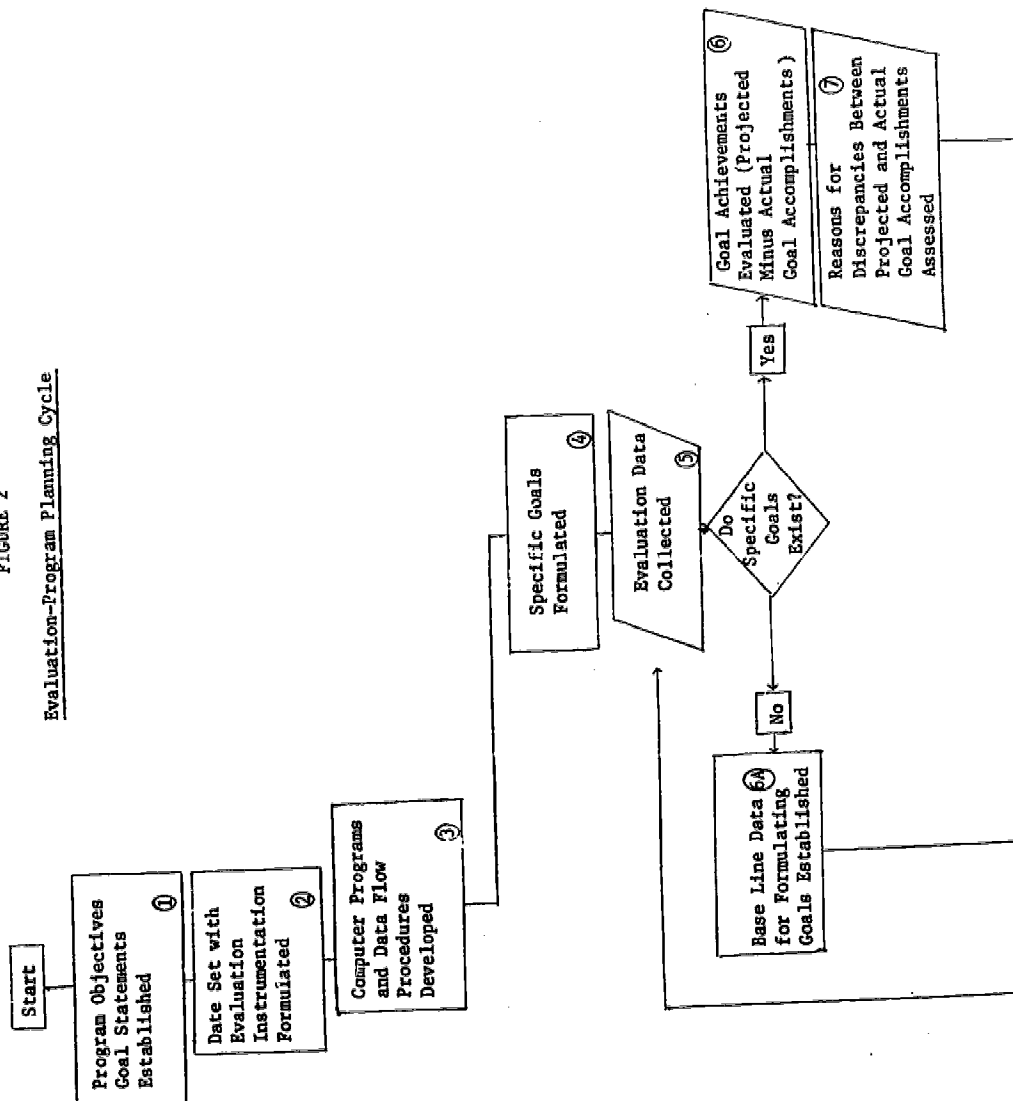 FIGURE 2
Evaluation-Program Planning Cycle
Start
Program Objectives
Goal Statements
Established
①
Date Set with
Evaluation
Instrumentation
Formulated
②
Computer Programs
and Data Flow
Procedures
Developed
③
Specific Goals
Formulated
④
Evaluation Data
Collected
⑤
Do
Specific
Goals
Exist?
No
Yes
Base Line Data 6A
for Formulating
Goals Established
⑥
Goal Achievements
Evaluated (Projected
Minus Actual
Goal Accomplishments)
Reasons for ⑦
Discrepancies Between
Projected and Actual
Goal Accomplishments
Assessed